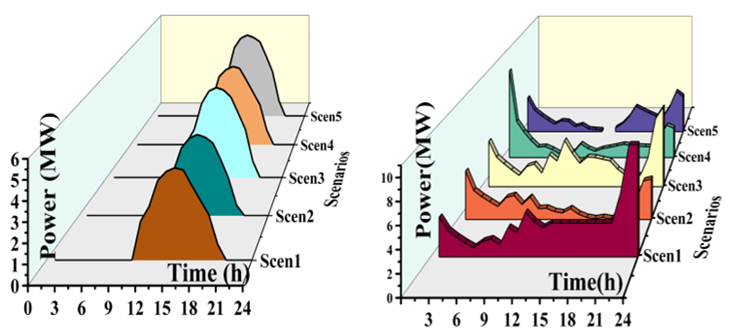 Power (MW)
6
5
4
3
2
1
0
0 3 6 9 12 15 18 21 24
Time (h)
Scen1
Scen2
Scen3
Scen4
Scen5
Scenarios
Power(MW)
10
8
6
4
2
0
3 6 9 12 15 18 21 24
Time(h)
Scen1
Scen2
Scen3
Scen4
Scen5
Scenarios